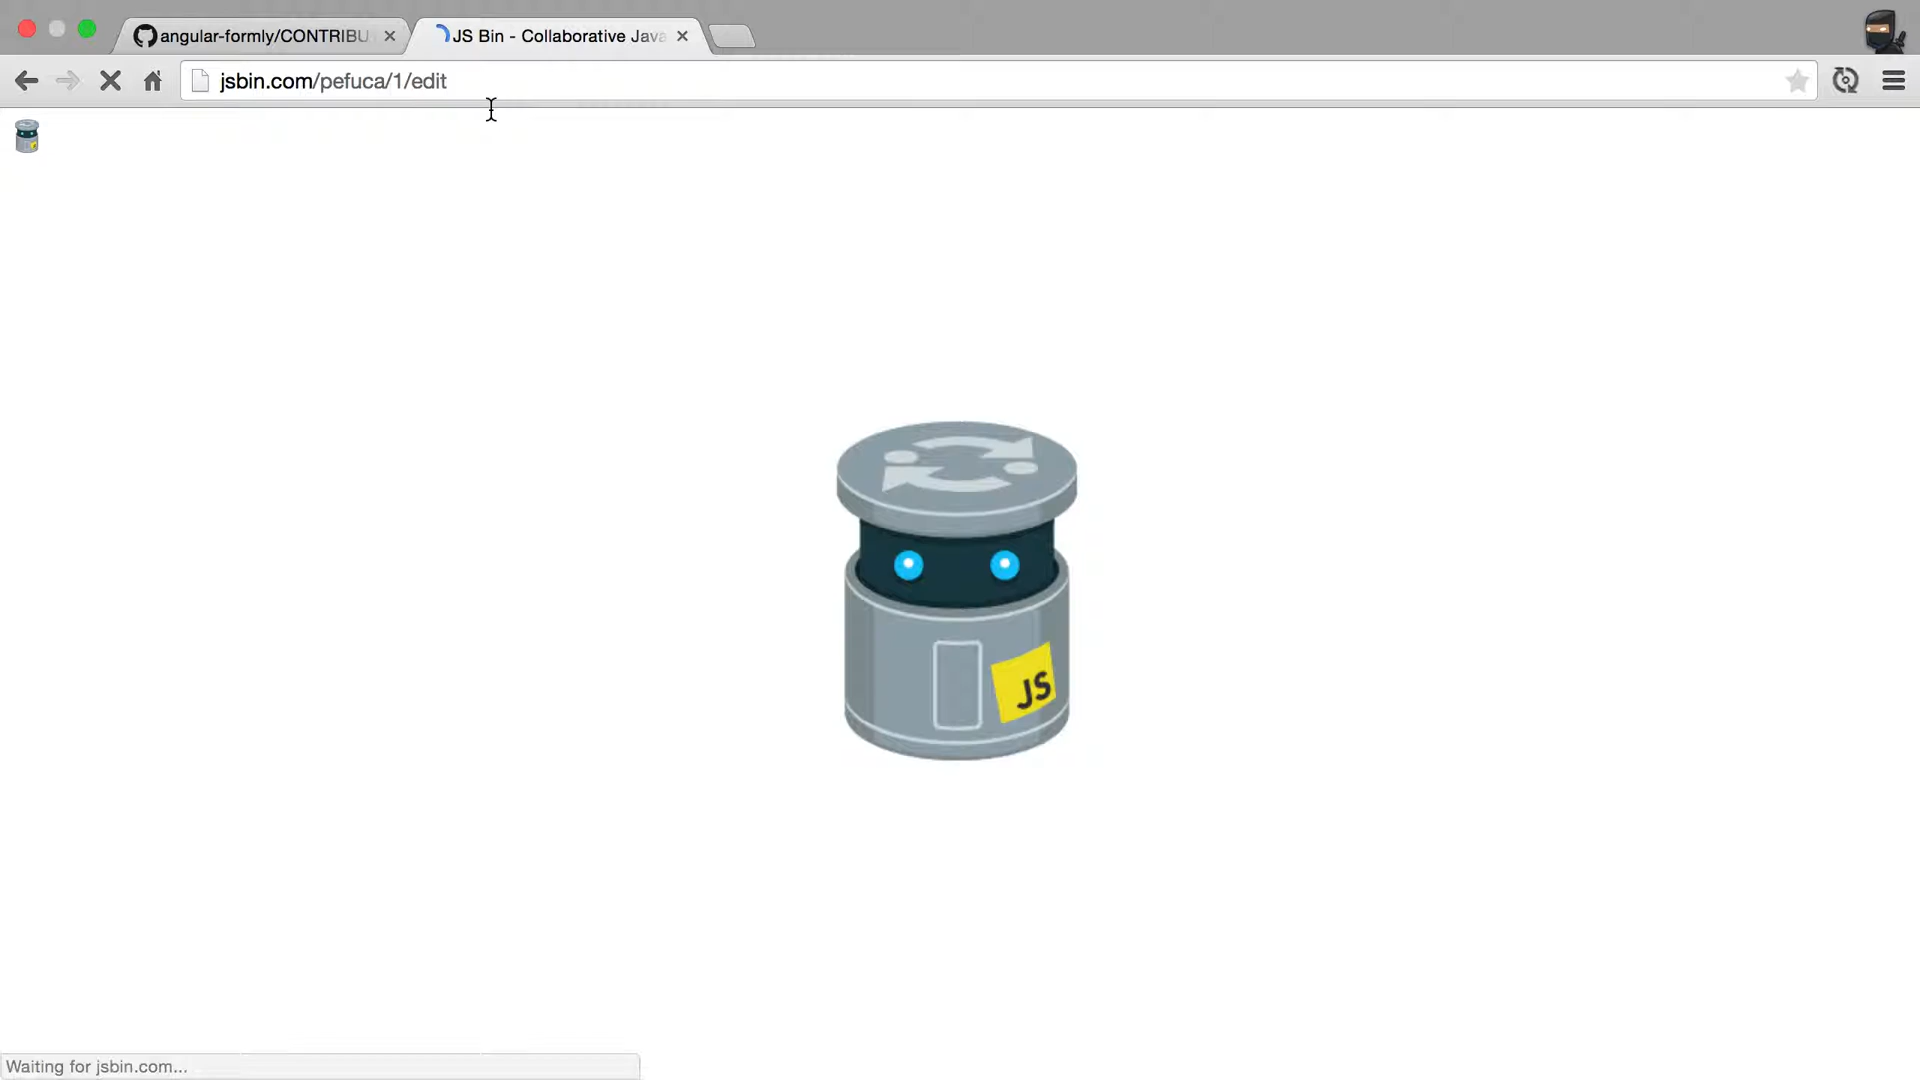 angular-formly/CONTRIBU
JS Bin - Collaborative Java
jsbin.com/pefuca/1/edit
JS
Waiting for jsbin.com...